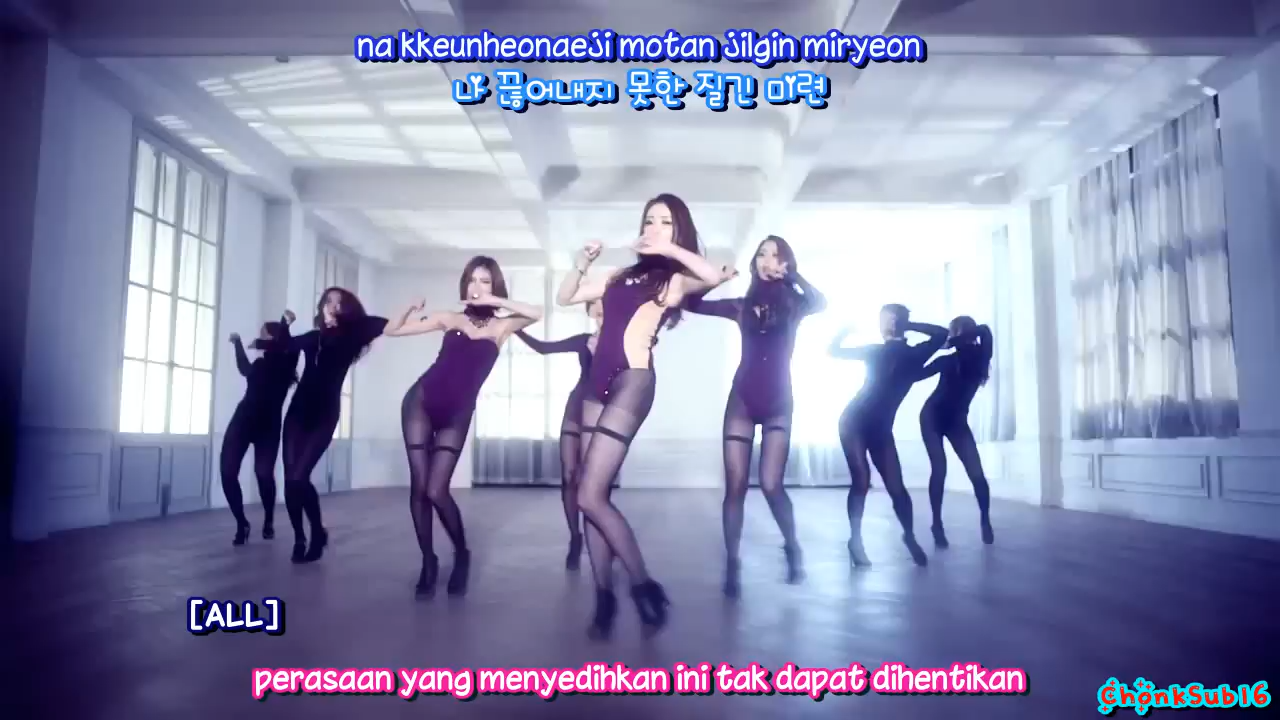 na kkeunheonaeji motan jilgin miryeon
나 끊어내지 못한 질긴 미련
[ALL]
perasaan yang menyedihkan ini tak dapat dihentikan
ChonkSub16